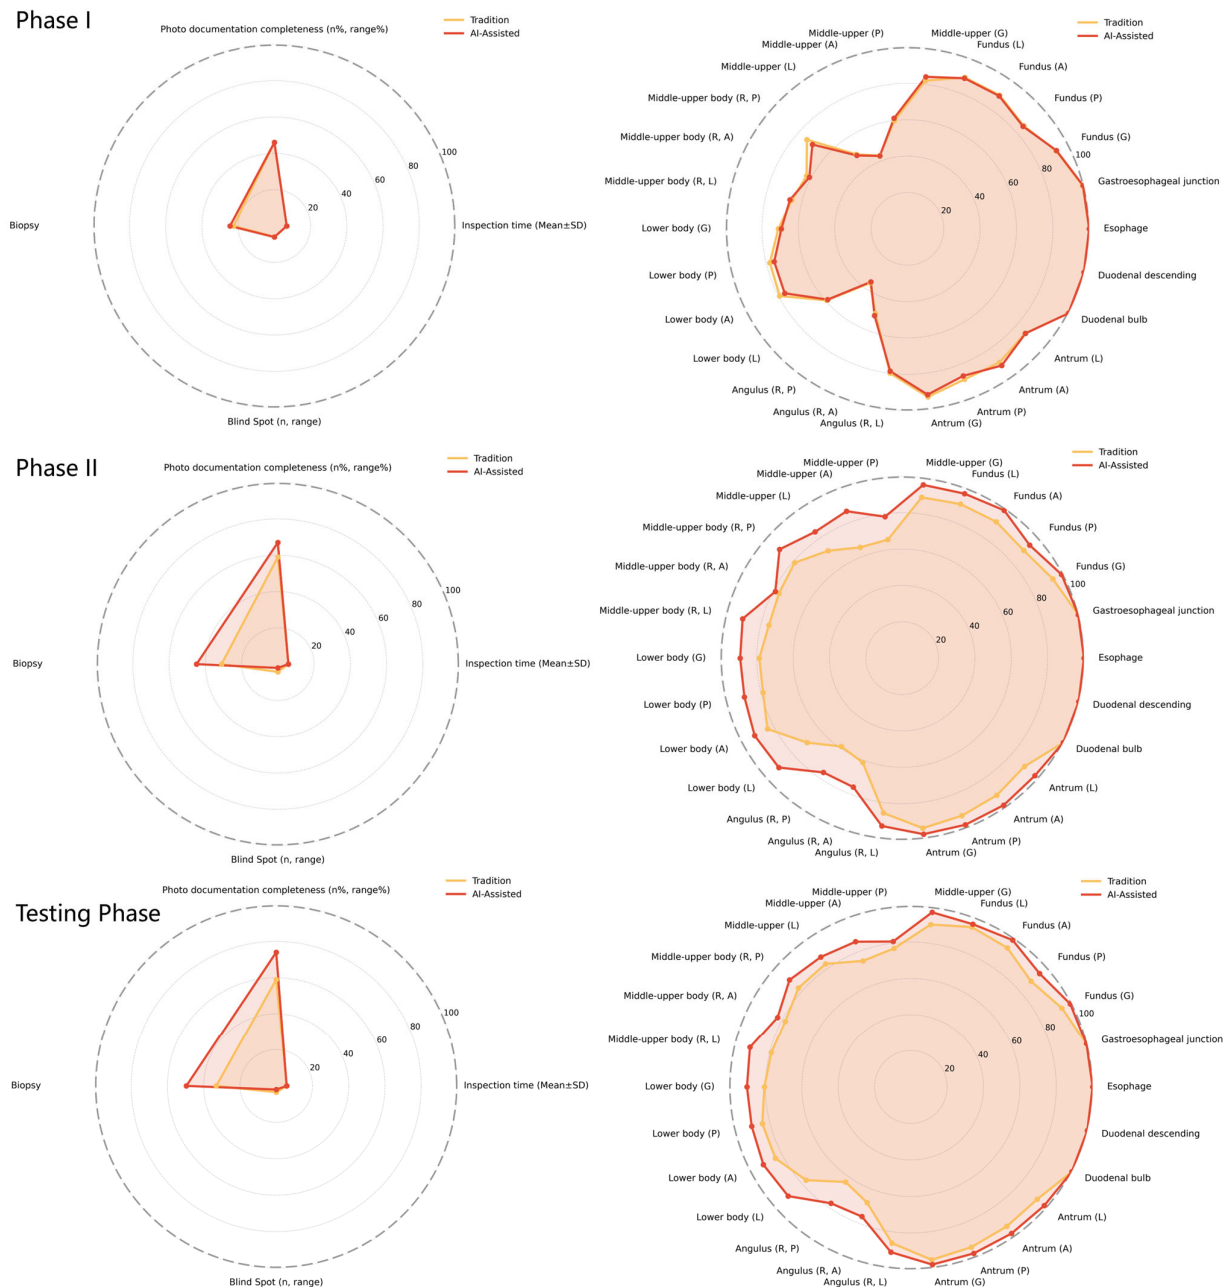 Phase I
Photo documentation completeness (n%, range%)
Tradition
AI-Assisted
100
80
60
40
20
Biopsy
Inspection time (Mean±SD)
Blind Spot (n, range)
Tradition
AI-Assisted
Middle-upper (P)
Middle-upper (G)
Middle-upper (A)
Fundus (L)
Middle-upper (L)
Fundus (A)
Middle-upper body (R, P)
Fundus (P)
Middle-upper body (R, A)
Fundus (G)
100
80
60
40
20
Middle-upper body (R, L)
Gastroesophageal junction
Lower body (G)
Esophage
Lower body (P)
Duodenal descending
Lower body (A)
Duodenal bulb
Lower body (L)
Antrum (L)
Angulus (R, P)
Antrum (A)
Angulus (R, A)
Antrum (P)
Angulus (R, L)
Antrum (G)
Phase II
Photo documentation completeness (n%, range%)
Tradition
AI-Assisted
100
80
60
40
20
Biopsy
Inspection time (Mean±SD)
Blind Spot (n, range)
Tradition
AI-Assisted
Middle-upper (P)
Middle-upper (G)
Middle-upper (A)
Fundus (L)
Middle-upper (L)
Fundus (A)
Middle-upper body (R, P)
Fundus (P)
Middle-upper body (R, A)
Fundus (G)
100
80
60
40
20
Middle-upper body (R, L)
Gastroesophageal junction
Lower body (G)
Esophage
Lower body (P)
Duodenal descending
Lower body (A)
Duodenal bulb
Lower body (L)
Antrum (L)
Angulus (R, P)
Antrum (A)
Angulus (R, A)
Antrum (P)
Angulus (R, L)
Antrum (G)
Testing Phase
Photo documentation completeness (n%, range%)
Tradition
AI-Assisted
100
80
60
40
20
Biopsy
Inspection time (Mean±SD)
Blind Spot (n, range)
Tradition
AI-Assisted
Middle-upper (P)
Middle-upper (G)
Middle-upper (A)
Fundus (L)
Middle-upper (L)
Fundus (A)
Middle-upper body (R, P)
Fundus (P)
Middle-upper body (R, A)
Fundus (G)
100
80
60
40
20
Middle-upper body (R, L)
Gastroesophageal junction
Lower body (G)
Esophage
Lower body (P)
Duodenal descending
Lower body (A)
Duodenal bulb
Lower body (L)
Antrum (L)
Angulus (R, P)
Antrum (A)
Angulus (R, A)
Antrum (P)
Angulus (R, L)
Antrum (G)